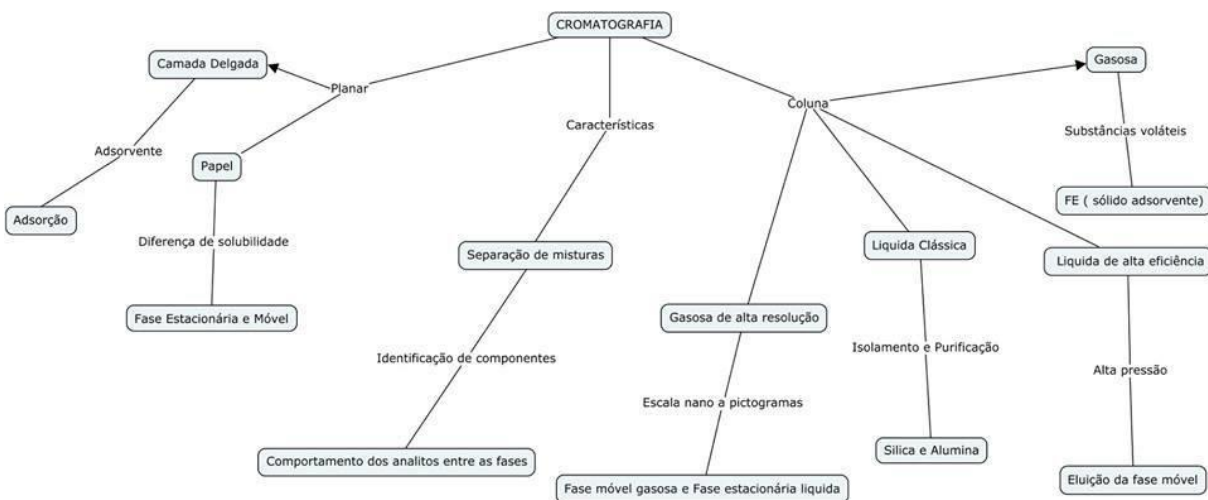 CROMATOGRAFIA
Camada Delgada
Gasosa
Planar
Coluna
Características
Substâncias voláteis
Adsorvente
Papel
FE ( sólido adsorvente)
Adsorção
Diferença de solubilidade
Separação de misturas
Liquida Clássica
Liquida de alta eficiência
Fase Estacionária e Móvel
Gasosa de alta resolução
Identificação de componentes
Isolamento e Purificação
Alta pressão
Escala nano a pictogramas
Comportamento dos analitos entre as fases
Silica e Alumina
Fase móvel gasosa e Fase estacionária liquida
Eluição da fase móvel